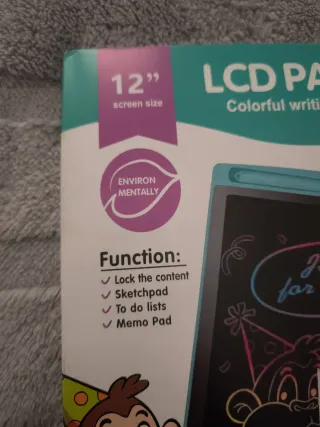 12”
screen size
LCD PA
Colorful writi
ENVIRON
MENTALLY
Function:
Lock the content
Sketchpad
To do lists
Memo Pad
for